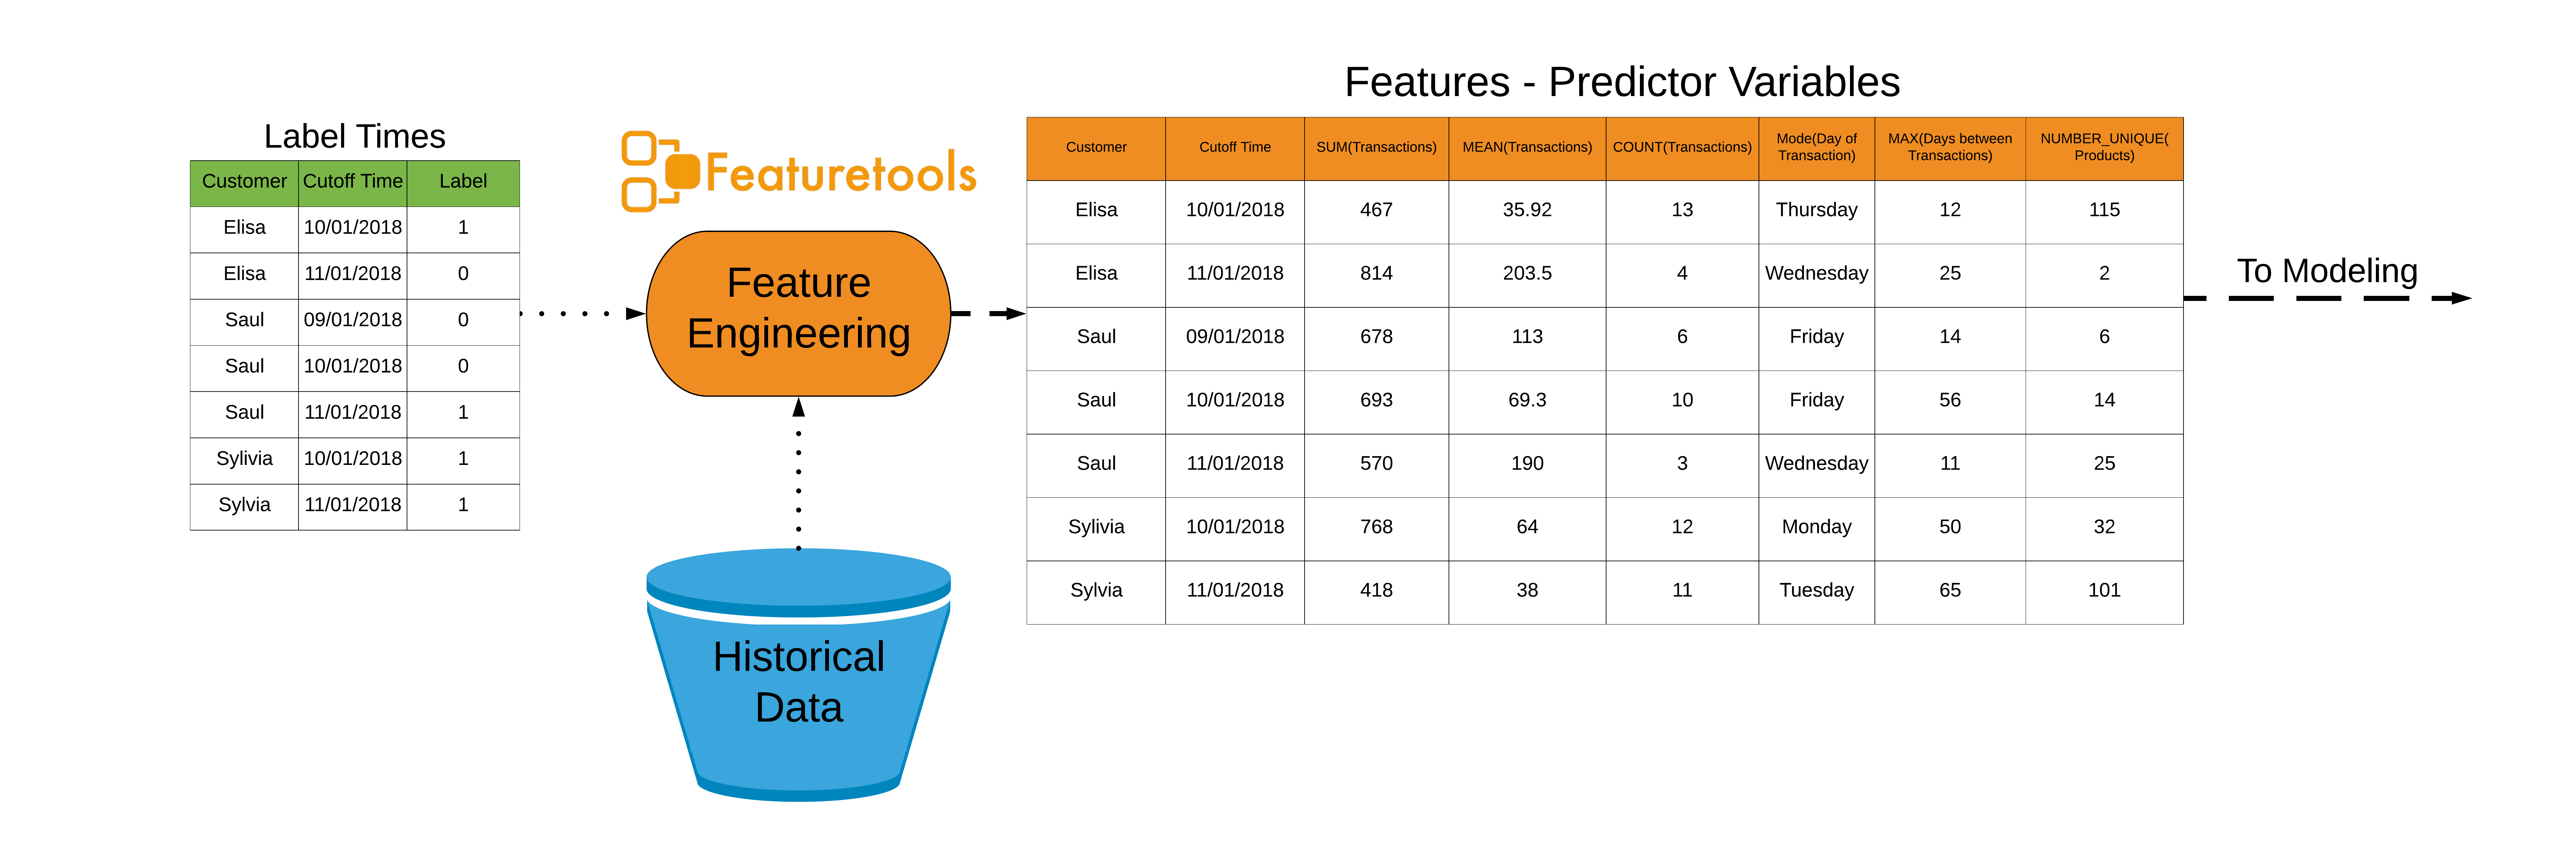 Features - Predictor Variables
Label Times
Customer Cutoff Time Label
Elisa 10/01/2018 1
Elisa 11/01/2018 0
Saul 09/01/2018 0
Saul 10/01/2018 0
Saul 11/01/2018 1
Sylivia 10/01/2018 1
Sylvia 11/01/2018 1
Featuretools
Feature
Engineering
Historical
Data
Customer Cutoff Time SUM(Transactions) MEAN(Transactions) COUNT(Transactions) Mode(Day of Transaction) MAX(Days between Transactions) NUMBER_UNIQUE( Products)
Elisa 10/01/2018 467 35.92 13 Thursday 12 115
Elisa 11/01/2018 814 203.5 4 Wednesday 25 2
Saul 09/01/2018 678 113 6 Friday 14 6
Saul 10/01/2018 693 69.3 10 Friday 56 14
Saul 11/01/2018 570 190 3 Wednesday 11 25
Sylivia 10/01/2018 768 64 12 Monday 50 32
Sylvia 11/01/2018 418 38 11 Tuesday 65 101
To Modeling